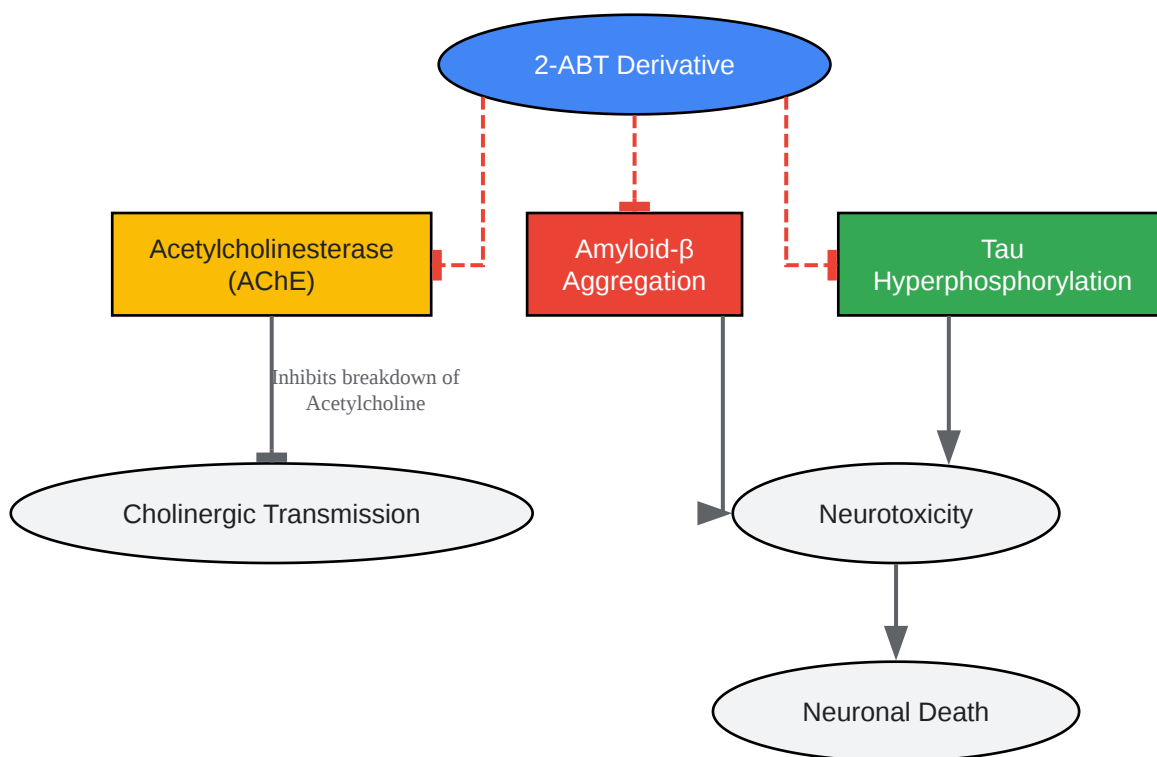 2-ABT Derivative
Acetylcholinesterase
(AChE)
Amyloid-β
Aggregation
Tau
Hyperphosphorylation
Inhibits breakdown of
Acetylcholine
Cholinergic Transmission
Neurotoxicity
Neuronal Death